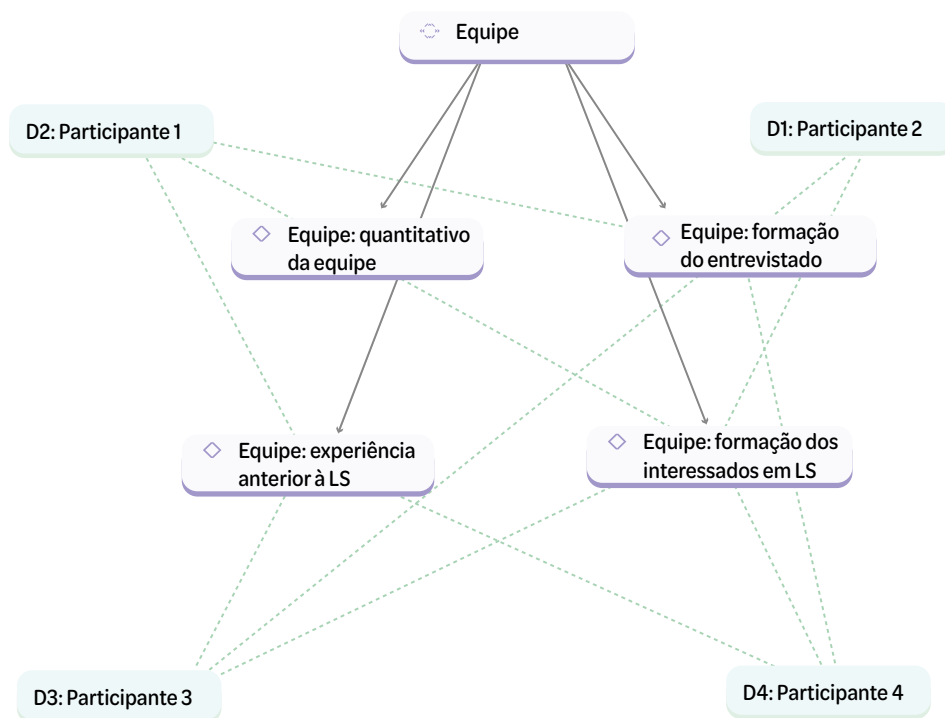 Equipe
D2: Participante 1
D1: Participante 2
Equipe: quantitativo
da equipe
Equipe: formação
do entrevistado
Equipe: experiência
anterior à LS
Equipe: formação dos
interessados em LS
D3: Participante 3
D4: Participante 4